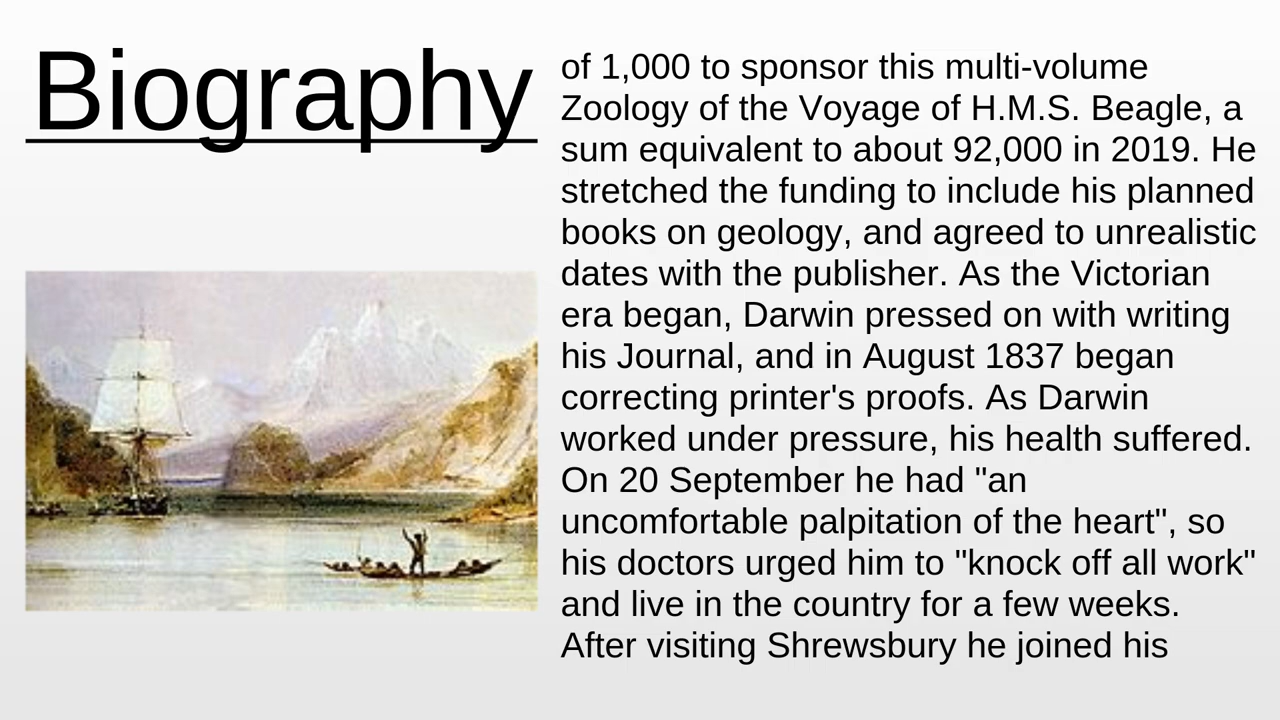 Biography
of 1,000 to sponsor this multi-volume
Zoology of the Voyage of H.M.S. Beagle, a
sum equivalent to about 92,000 in 2019. He
stretched the funding to include his planned
books on geology, and agreed to unrealistic
dates with the publisher. As the Victorian
era began, Darwin pressed on with writing
his Journal, and in August 1837 began
correcting printer's proofs. As Darwin
worked under pressure, his health suffered.
On 20 September he had "an
uncomfortable palpitation of the heart", so
his doctors urged him to "knock off all work"
and live in the country for a few weeks.
After visiting Shrewsbury he joined his